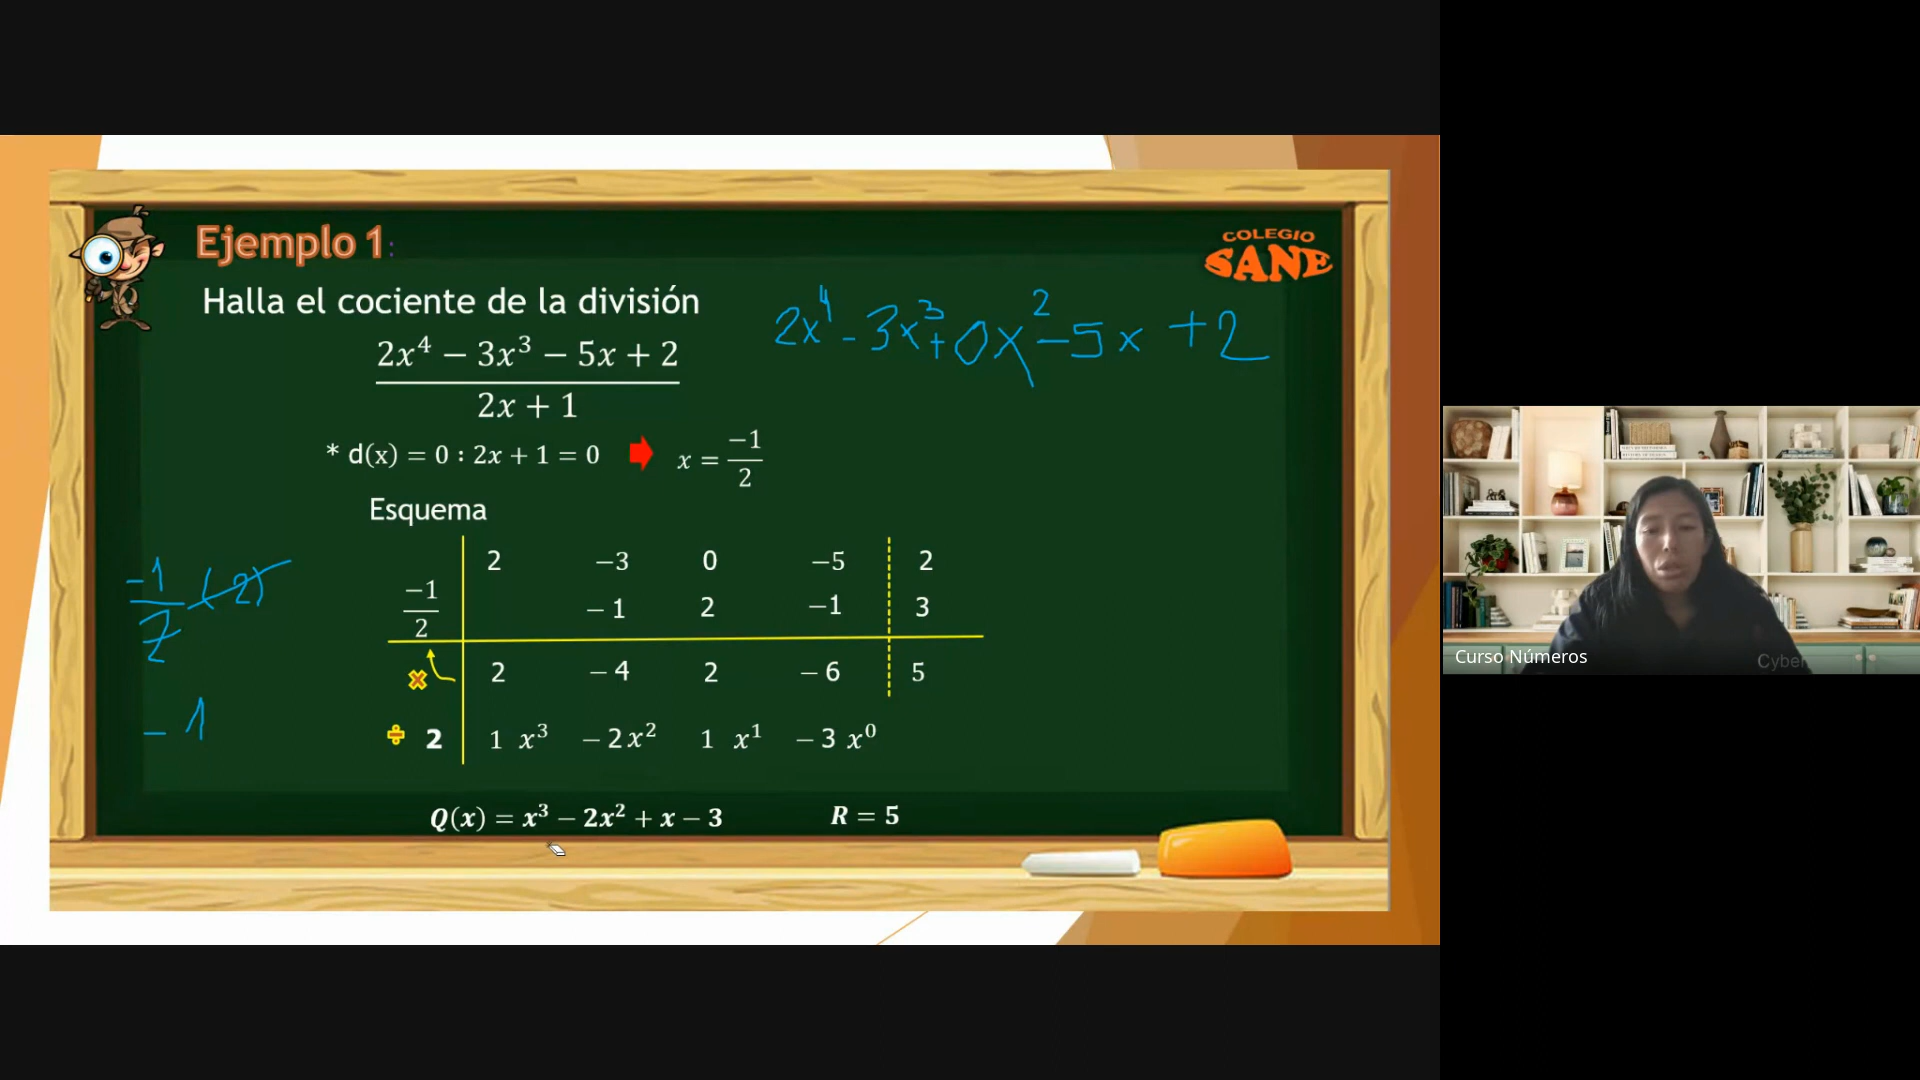 Ejemplo 1:
COLEGIO
SANE
Halla el cociente de la división
2x⁴ − 3x³ − 5x + 2
2x + 1
2x⁴ - 3x³ + 0x² - 5x + 2
* d(x) = 0 : 2x + 1 = 0
x = −1/2
Esquema
2 −3 0 −5 2
−1/2
−1 2 −1 3
2 −4 2 −6 5
÷ 2 1 x³ −2x² 1 x¹ −3 x⁰
-1/2 (2)
- 1
Q(x) = x³ − 2x² + x − 3 R = 5
Curso Números